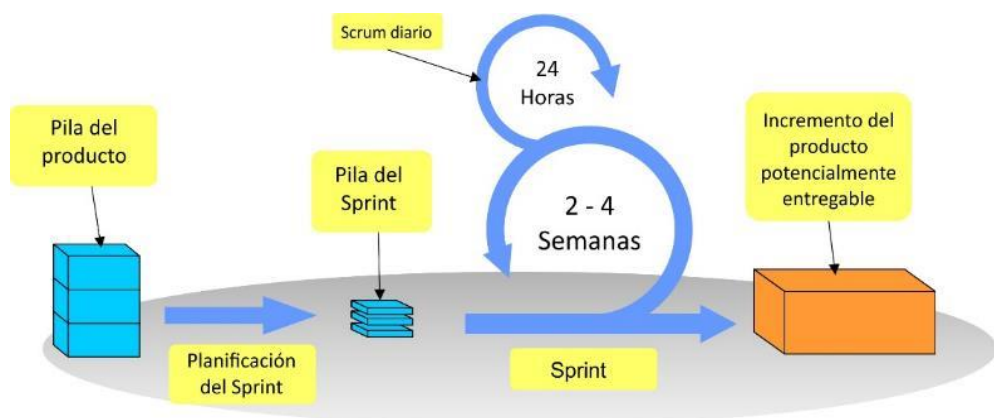 Scrum diario
24
Horas
Pila del
producto
Pila del
Sprint
2 - 4
Semanas
Incremento del
producto
potencialmente
entregable
Planificación
del Sprint
Sprint